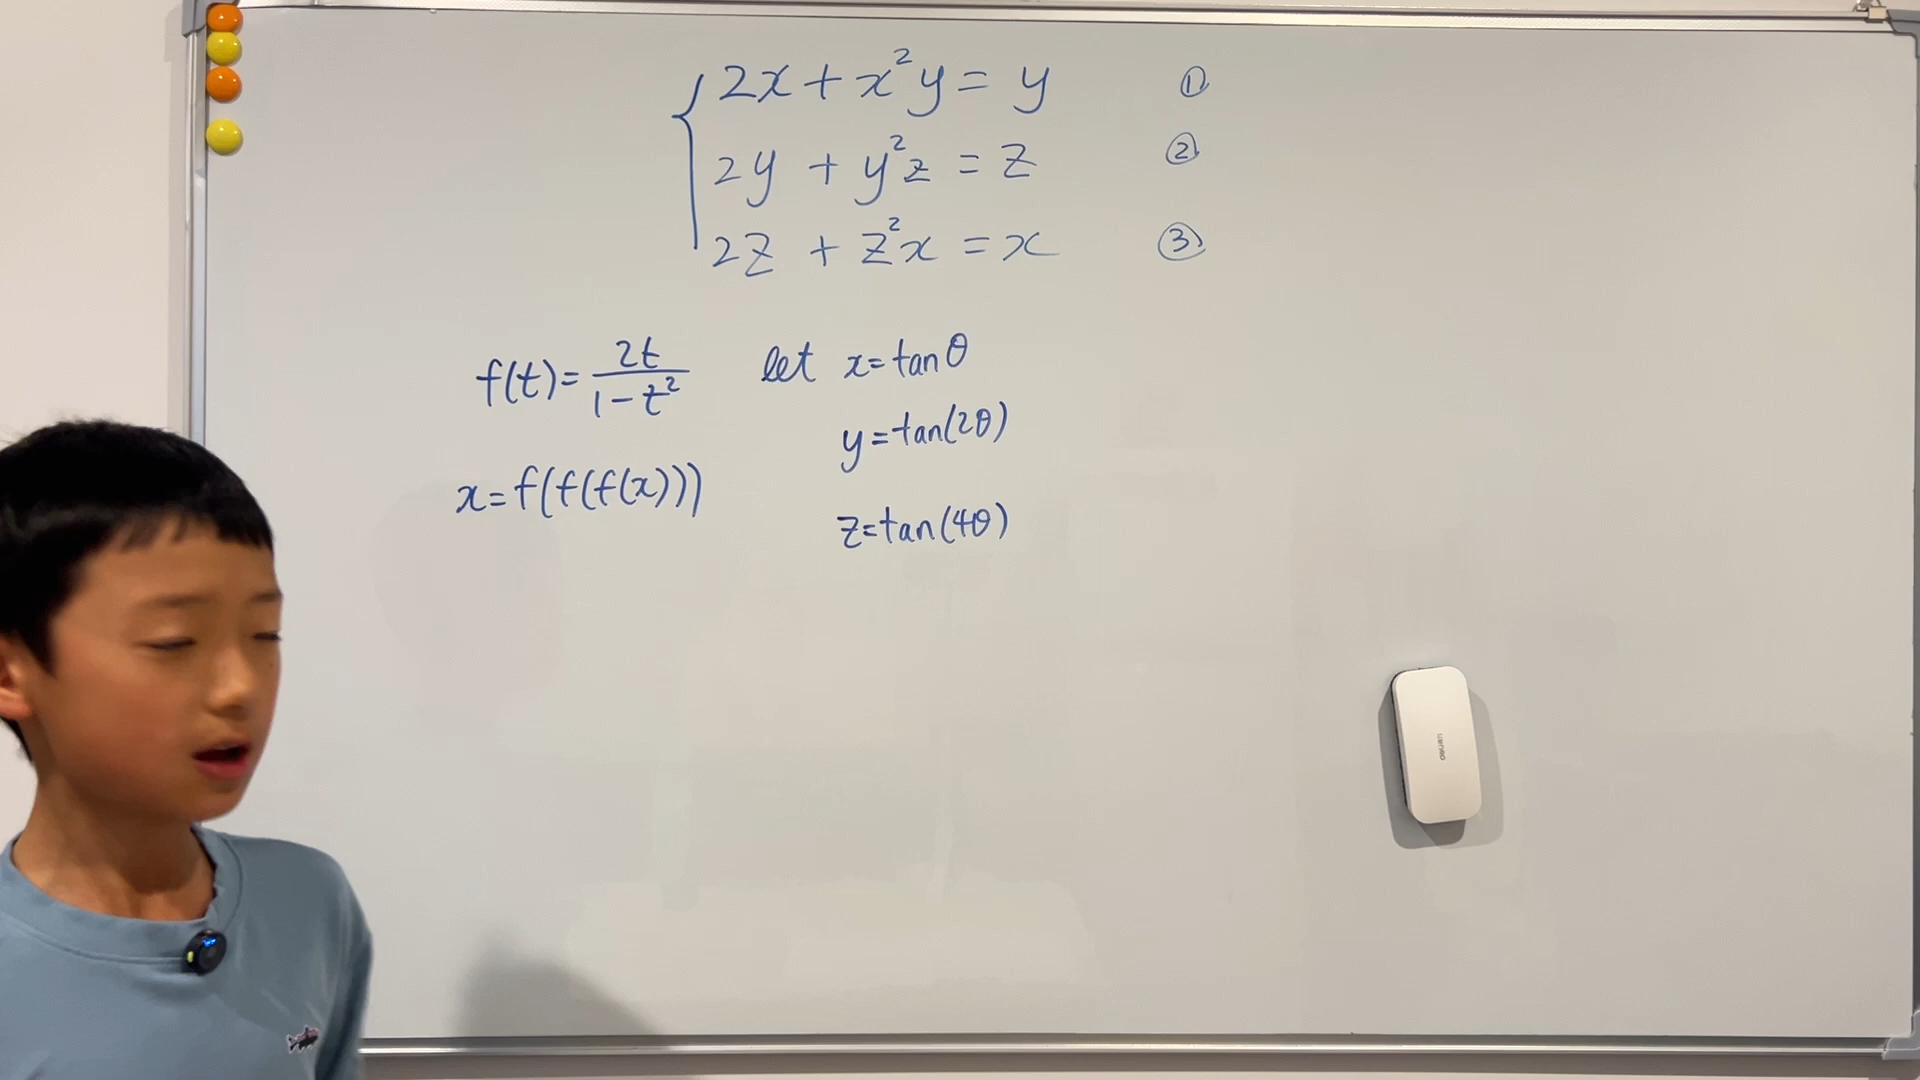 2x + x²y = y ①
2y + y²z = z ②
2z + z²x = x ③
f(t) = 2t / 1 - t² let x = tanθ
y = tan(2θ)
x = f(f(f(x)))
z = tan(4θ)